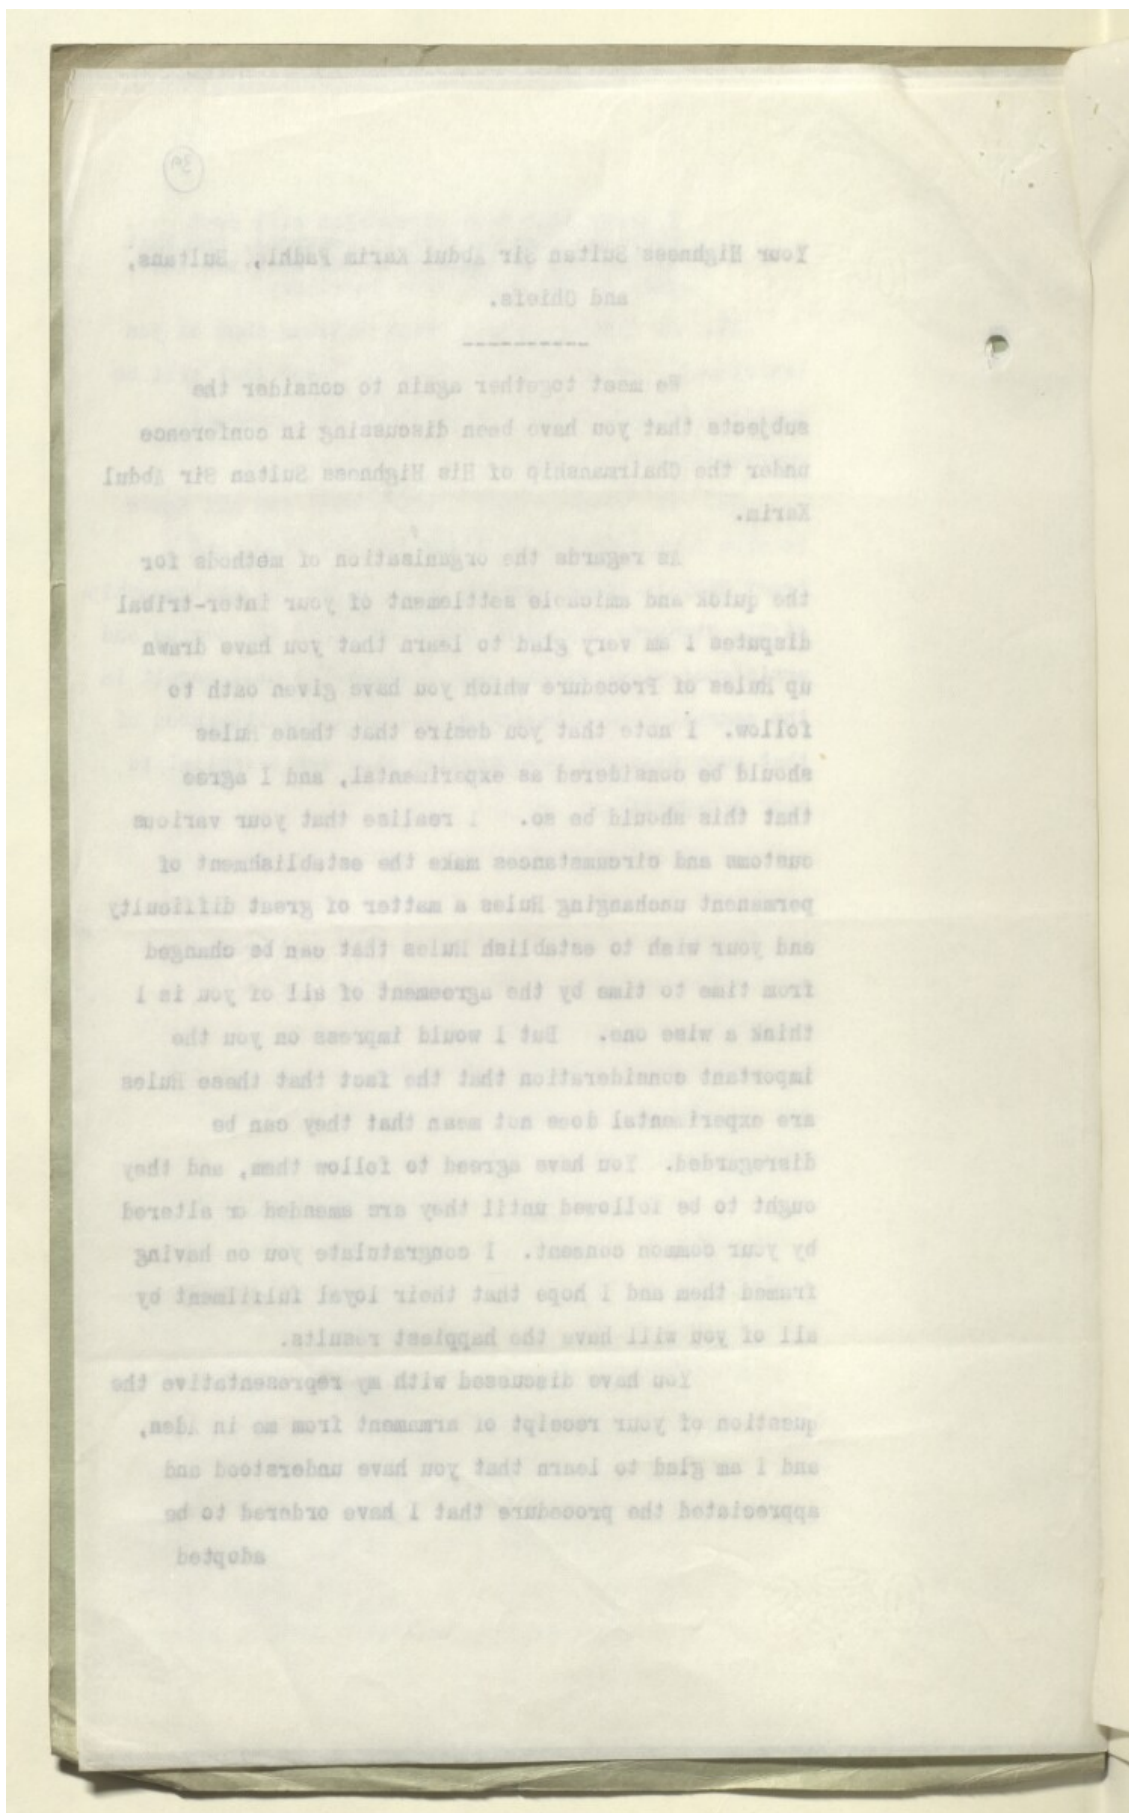 Your Highness Sultan Sir Abdul Karim Fadhl, Sultans,
and Chiefs.
----------
We meet together again to consider the
subjects that you have been discussing in conference
under the Chairmanship of His Highness Sultan Sir Abdul
Karim.
As regards the organisation of methods for
the quick and amicable settlement of your inter-tribal
disputes I am very glad to learn that you have drawn
up Rules of Procedure which you have given oath to
follow. I note that you desire that these Rules
should be considered as experimental, and I agree
that this should be so. I realise that your various
customs and circumstances make the establishment of
permanent unchanging Rules a matter of great difficulty
and your wish to establish Rules that can be changed
from time to time by the agreement of all of you is I
think a wise one. But I would impress on you the
important consideration that the fact that these Rules
are experimental does not mean that they can be
disregarded. You have agreed to follow them, and they
ought to be followed until they are amended or altered
by your common consent. I congratulate you on having
framed them and I hope that their loyal fulfilment by
all of you will have the happiest results.
You have discussed with my representative the
question of your receipt of armament from me in Aden,
and I am glad to learn that you have understood and
appreciated the procedure that I have ordered to be
adopted